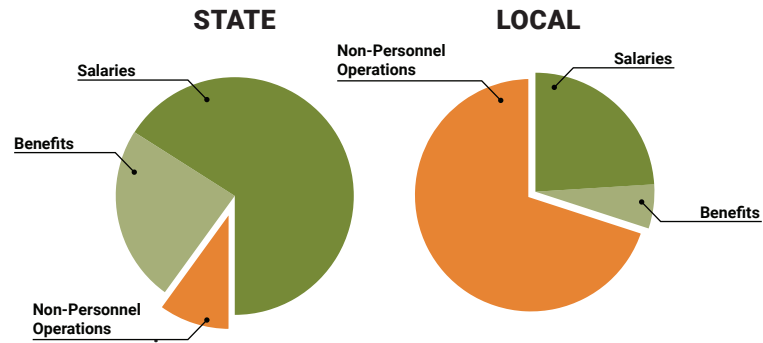 STATE
Salaries
Benefits
Non-Personnel
Operations
LOCAL
Non-Personnel
Operations
Salaries
Benefits